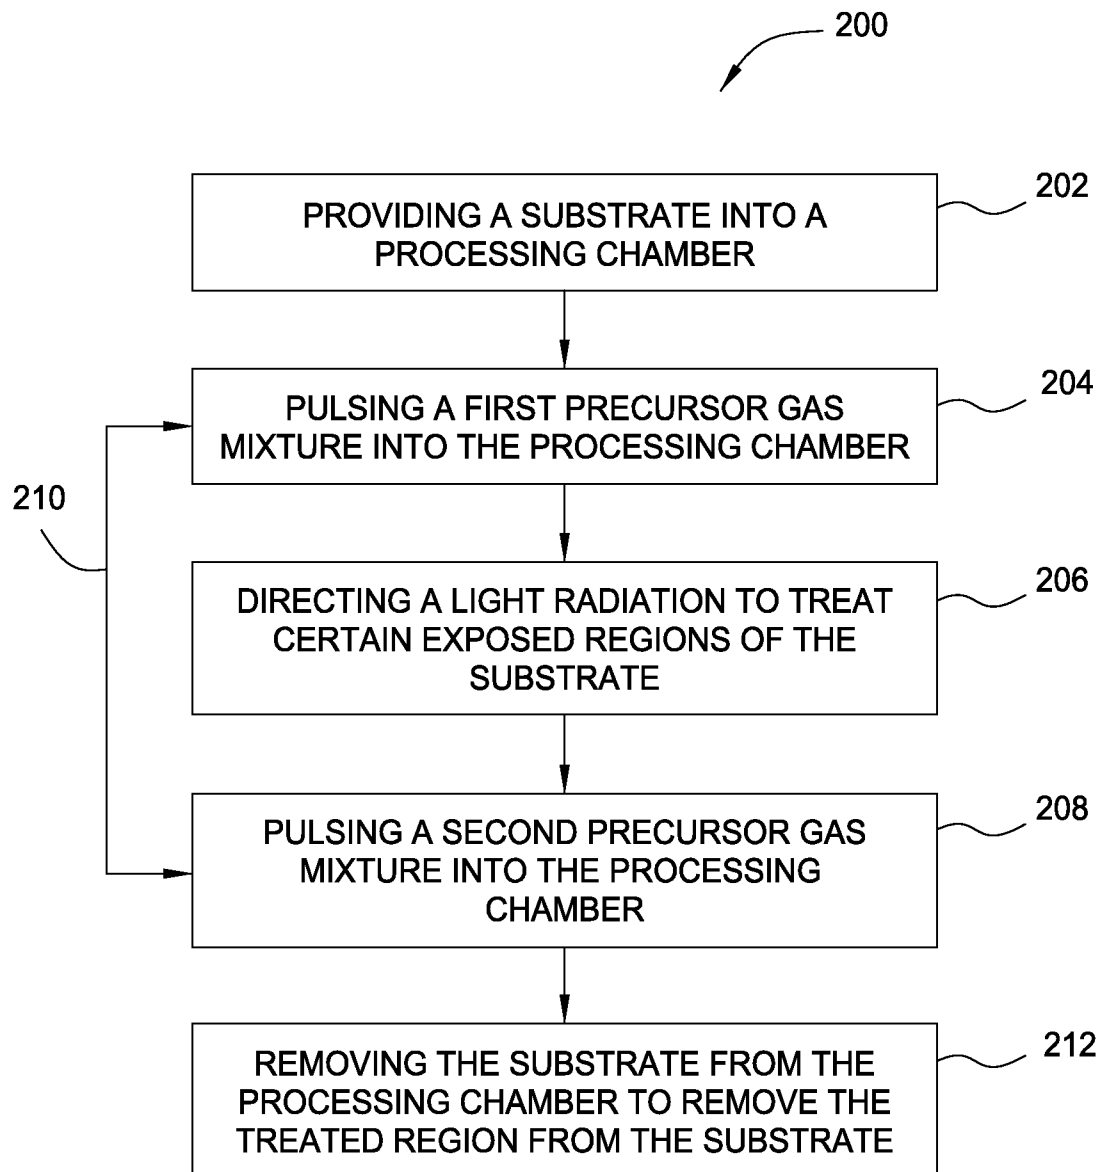 200
PROVIDING A SUBSTRATE INTO A
PROCESSING CHAMBER
202
PULSING A FIRST PRECURSOR GAS
MIXTURE INTO THE PROCESSING CHAMBER
204
210
DIRECTING A LIGHT RADIATION TO TREAT
CERTAIN EXPOSED REGIONS OF THE
SUBSTRATE
206
PULSING A SECOND PRECURSOR GAS
MIXTURE INTO THE PROCESSING
CHAMBER
208
REMOVING THE SUBSTRATE FROM THE
PROCESSING CHAMBER TO REMOVE THE
TREATED REGION FROM THE SUBSTRATE
212